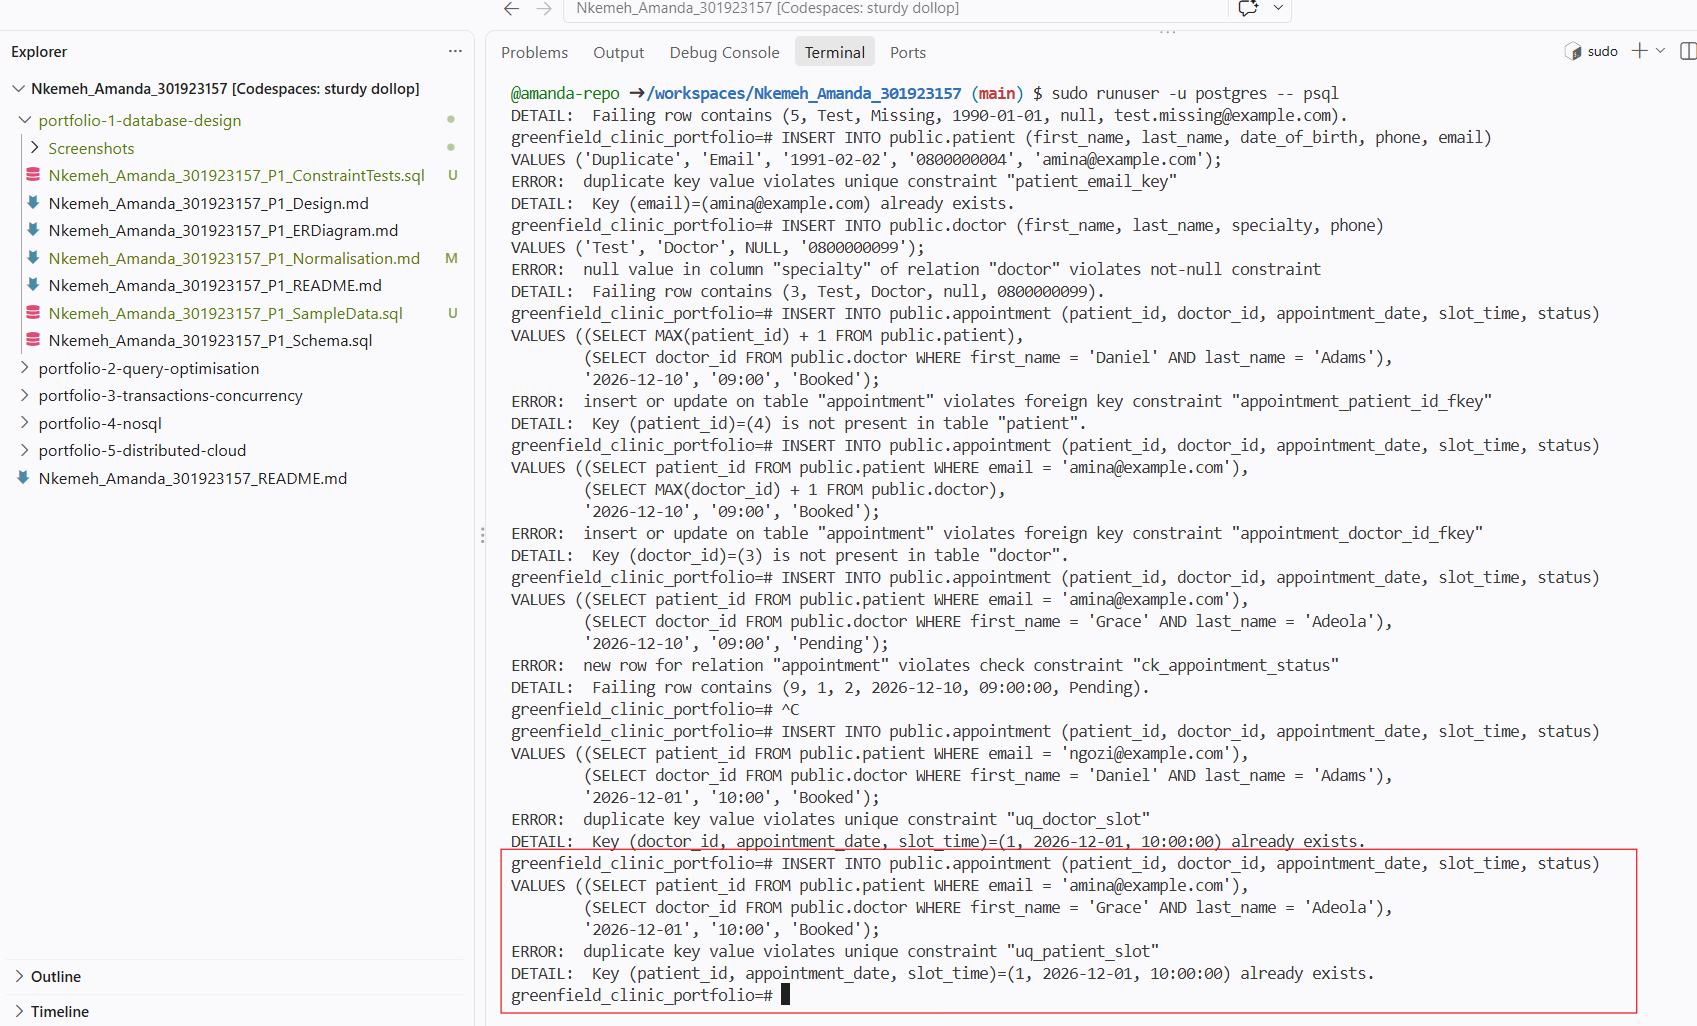 Nkemeh_Amanda_301923157 [Codespaces: sturdy dollop]
Explorer
Nkemeh_Amanda_301923157 [Codespaces: sturdy dollop]
portfolio-1-database-design
Screenshots
Nkemeh_Amanda_301923157_P1_ConstraintTests.sql U
Nkemeh_Amanda_301923157_P1_Design.md
Nkemeh_Amanda_301923157_P1_ERDiagram.md
Nkemeh_Amanda_301923157_P1_Normalisation.md M
Nkemeh_Amanda_301923157_P1_README.md
Nkemeh_Amanda_301923157_P1_SampleData.sql U
Nkemeh_Amanda_301923157_P1_Schema.sql
portfolio-2-query-optimisation
portfolio-3-transactions-concurrency
portfolio-4-nosql
portfolio-5-distributed-cloud
Nkemeh_Amanda_301923157_README.md
Outline
Timeline
Problems Output Debug Console Terminal Ports
sudo
@amanda-repo ➔/workspaces/Nkemeh_Amanda_301923157 (main) $ sudo runuser -u postgres -- psql
DETAIL:  Failing row contains (5, Test, Missing, 1990-01-01, null, test.missing@example.com).
greenfield_clinic_portfolio=# INSERT INTO public.patient (first_name, last_name, date_of_birth, phone, email)
VALUES ('Duplicate', 'Email', '1991-02-02', '0800000004', 'amina@example.com');
ERROR:  duplicate key value violates unique constraint "patient_email_key"
DETAIL:  Key (email)=(amina@example.com) already exists.
greenfield_clinic_portfolio=# INSERT INTO public.doctor (first_name, last_name, specialty, phone)
VALUES ('Test', 'Doctor', NULL, '0800000099');
ERROR:  null value in column "specialty" of relation "doctor" violates not-null constraint
DETAIL:  Failing row contains (3, Test, Doctor, null, 0800000099).
greenfield_clinic_portfolio=# INSERT INTO public.appointment (patient_id, doctor_id, appointment_date, slot_time, status)
VALUES ((SELECT MAX(patient_id) + 1 FROM public.patient),
        (SELECT doctor_id FROM public.doctor WHERE first_name = 'Daniel' AND last_name = 'Adams'),
        '2026-12-10', '09:00', 'Booked');
ERROR:  insert or update on table "appointment" violates foreign key constraint "appointment_patient_id_fkey"
DETAIL:  Key (patient_id)=(4) is not present in table "patient".
greenfield_clinic_portfolio=# INSERT INTO public.appointment (patient_id, doctor_id, appointment_date, slot_time, status)
VALUES ((SELECT patient_id FROM public.patient WHERE email = 'amina@example.com'),
        (SELECT MAX(doctor_id) + 1 FROM public.doctor),
        '2026-12-10', '09:00', 'Booked');
ERROR:  insert or update on table "appointment" violates foreign key constraint "appointment_doctor_id_fkey"
DETAIL:  Key (doctor_id)=(3) is not present in table "doctor".
greenfield_clinic_portfolio=# INSERT INTO public.appointment (patient_id, doctor_id, appointment_date, slot_time, status)
VALUES ((SELECT patient_id FROM public.patient WHERE email = 'amina@example.com'),
        (SELECT doctor_id FROM public.doctor WHERE first_name = 'Grace' AND last_name = 'Adeola'),
        '2026-12-10', '09:00', 'Pending');
ERROR:  new row for relation "appointment" violates check constraint "ck_appointment_status"
DETAIL:  Failing row contains (9, 1, 2, 2026-12-10, 09:00:00, Pending).
greenfield_clinic_portfolio=# ^C
greenfield_clinic_portfolio=# INSERT INTO public.appointment (patient_id, doctor_id, appointment_date, slot_time, status)
VALUES ((SELECT patient_id FROM public.patient WHERE email = 'ngozi@example.com'),
        (SELECT doctor_id FROM public.doctor WHERE first_name = 'Daniel' AND last_name = 'Adams'),
        '2026-12-01', '10:00', 'Booked');
ERROR:  duplicate key value violates unique constraint "uq_doctor_slot"
DETAIL:  Key (doctor_id, appointment_date, slot_time)=(1, 2026-12-01, 10:00:00) already exists.
greenfield_clinic_portfolio=# INSERT INTO public.appointment (patient_id, doctor_id, appointment_date, slot_time, status)
VALUES ((SELECT patient_id FROM public.patient WHERE email = 'amina@example.com'),
        (SELECT doctor_id FROM public.doctor WHERE first_name = 'Grace' AND last_name = 'Adeola'),
        '2026-12-01', '10:00', 'Booked');
ERROR:  duplicate key value violates unique constraint "uq_patient_slot"
DETAIL:  Key (patient_id, appointment_date, slot_time)=(1, 2026-12-01, 10:00:00) already exists.
greenfield_clinic_portfolio=#